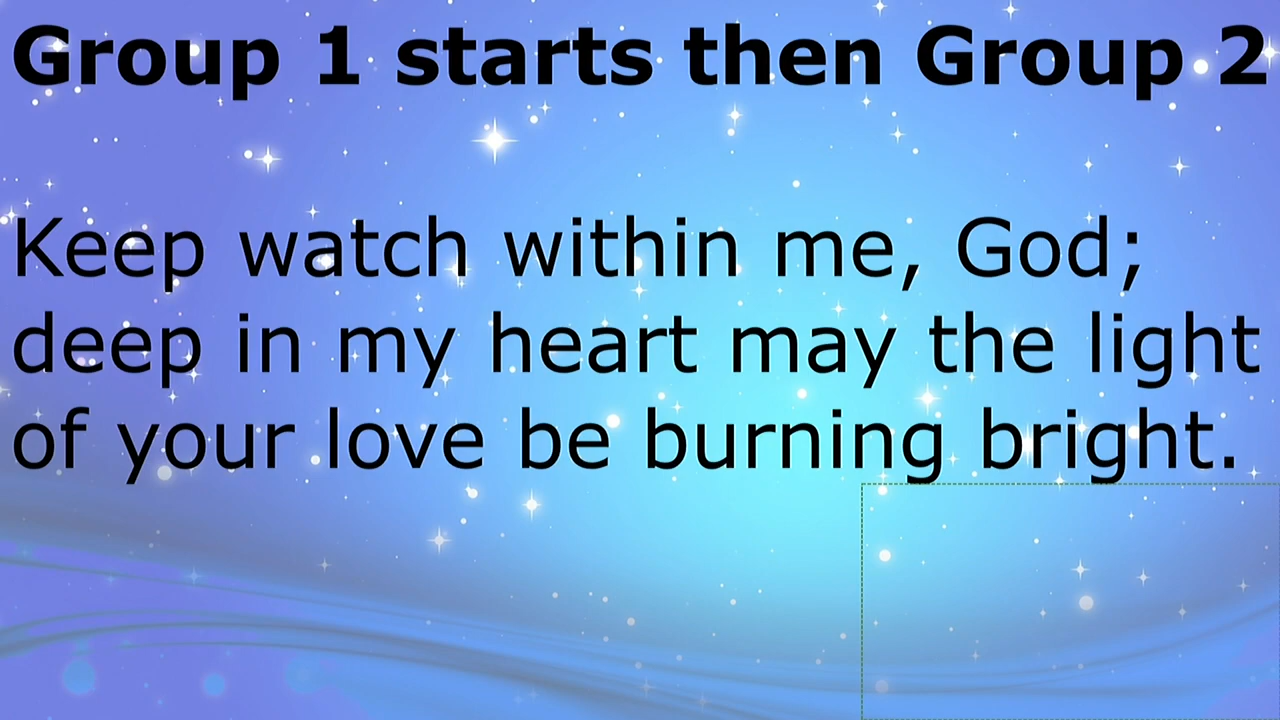 Group 1 starts then Group 2
Keep watch within me, God;
deep in my heart may the light
of your love be burning bright.